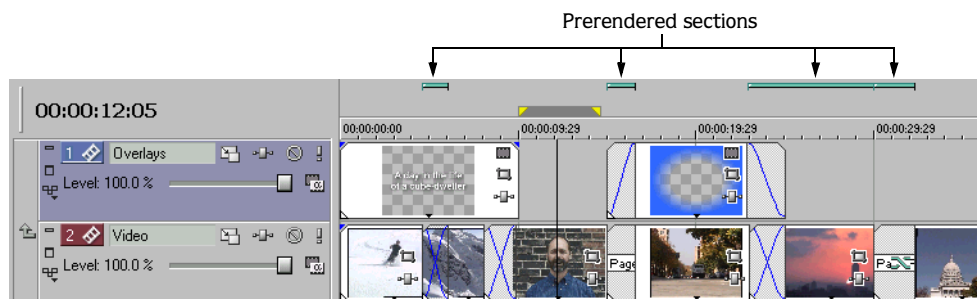 Prerendered sections
00:00:12:05
00:00:00:00
00:00:09:29
00:00:19:29
00:00:29:29
1
Overlays
Level: 100.0 %
A day in the life
of a cube-dweller
2
Video
Level: 100.0 %
Page
Pa